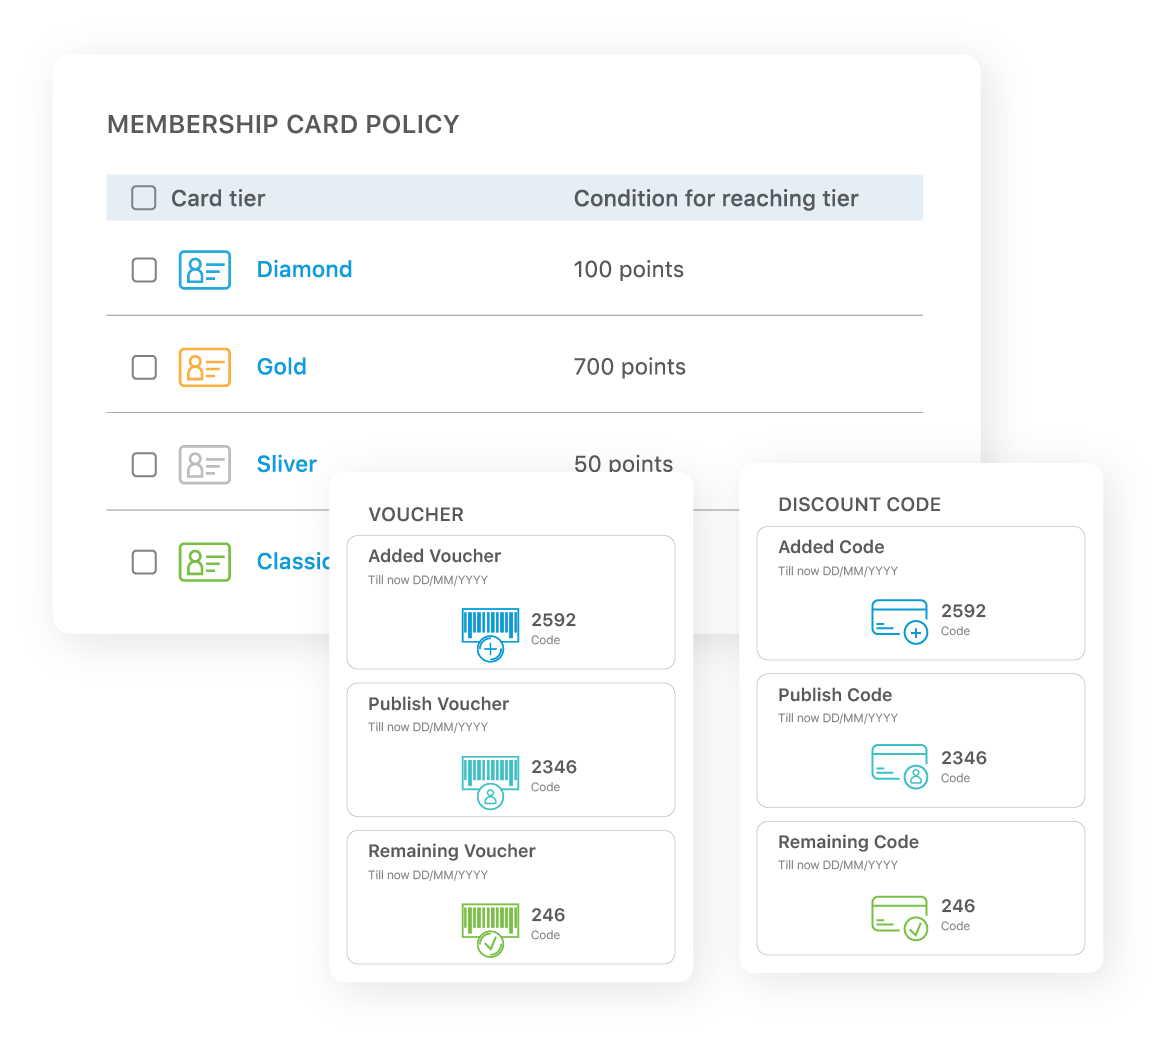 MEMBERSHIP CARD POLICY
Card tier Condition for reaching tier
Diamond 100 points
Gold 700 points
Sliver 50 points
Classic
VOUCHER
Added Voucher
Till now DD/MM/YYYY
2592
Code
Publish Voucher
Till now DD/MM/YYYY
2346
Code
Remaining Voucher
Till now DD/MM/YYYY
246
Code
DISCOUNT CODE
Added Code
Till now DD/MM/YYYY
2592
Code
Publish Code
Till now DD/MM/YYYY
2346
Code
Remaining Code
Till now DD/MM/YYYY
246
Code